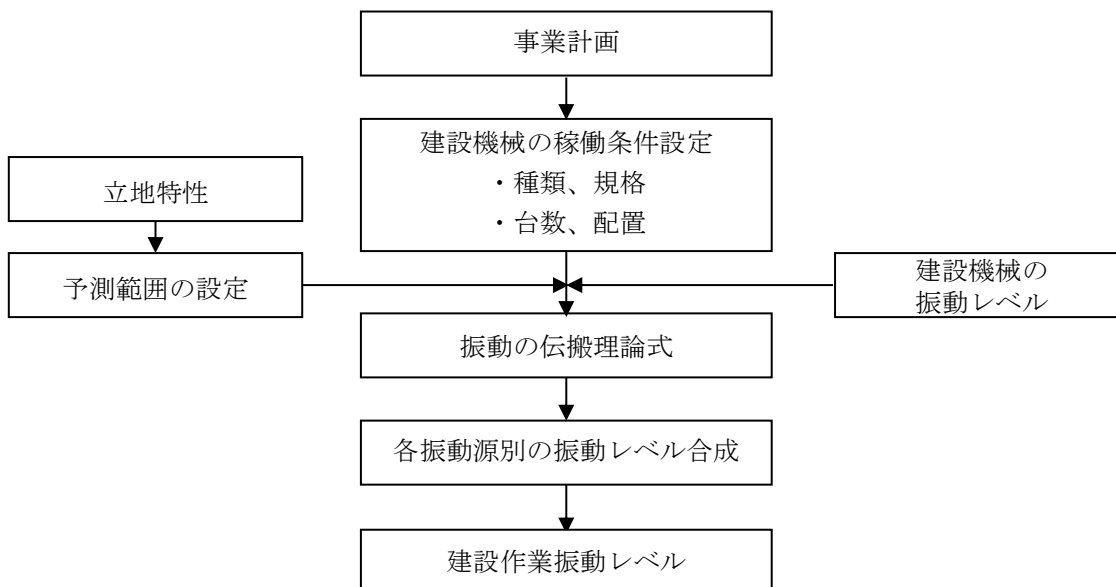 事業計画
建設機械の稼働条件設定
・種類、規格
・台数、配置
立地特性
予測範囲の設定
建設機械の
振動レベル
振動の伝搬理論式
各振動源別の振動レベル合成
建設作業振動レベル